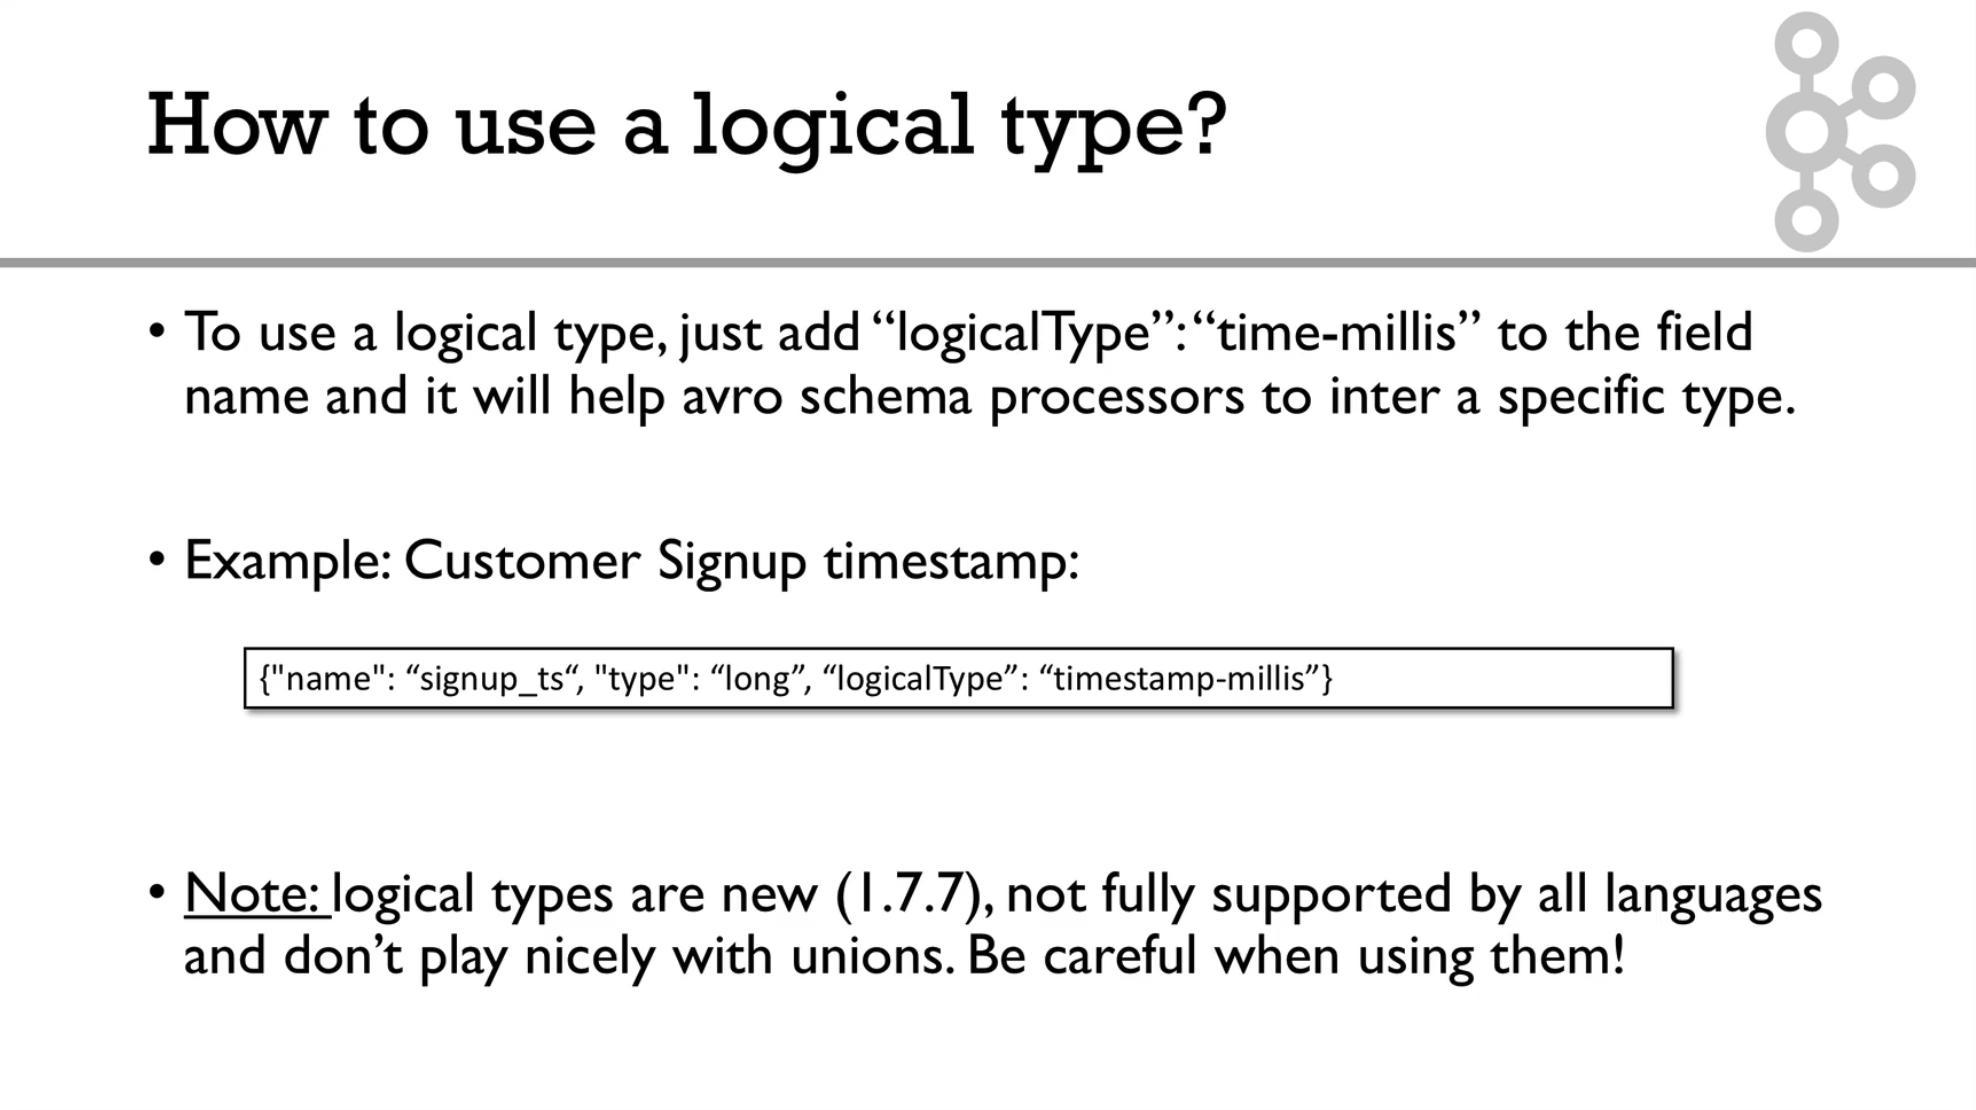 How to use a logical type?
• To use a logical type, just add “logicalType”:“time-millis” to the field
name and it will help avro schema processors to inter a specific type.
• Example: Customer Signup timestamp:
{"name": “signup_ts“, "type": “long”, “logicalType”: “timestamp-millis”}
• Note: logical types are new (1.7.7), not fully supported by all languages
and don’t play nicely with unions. Be careful when using them!